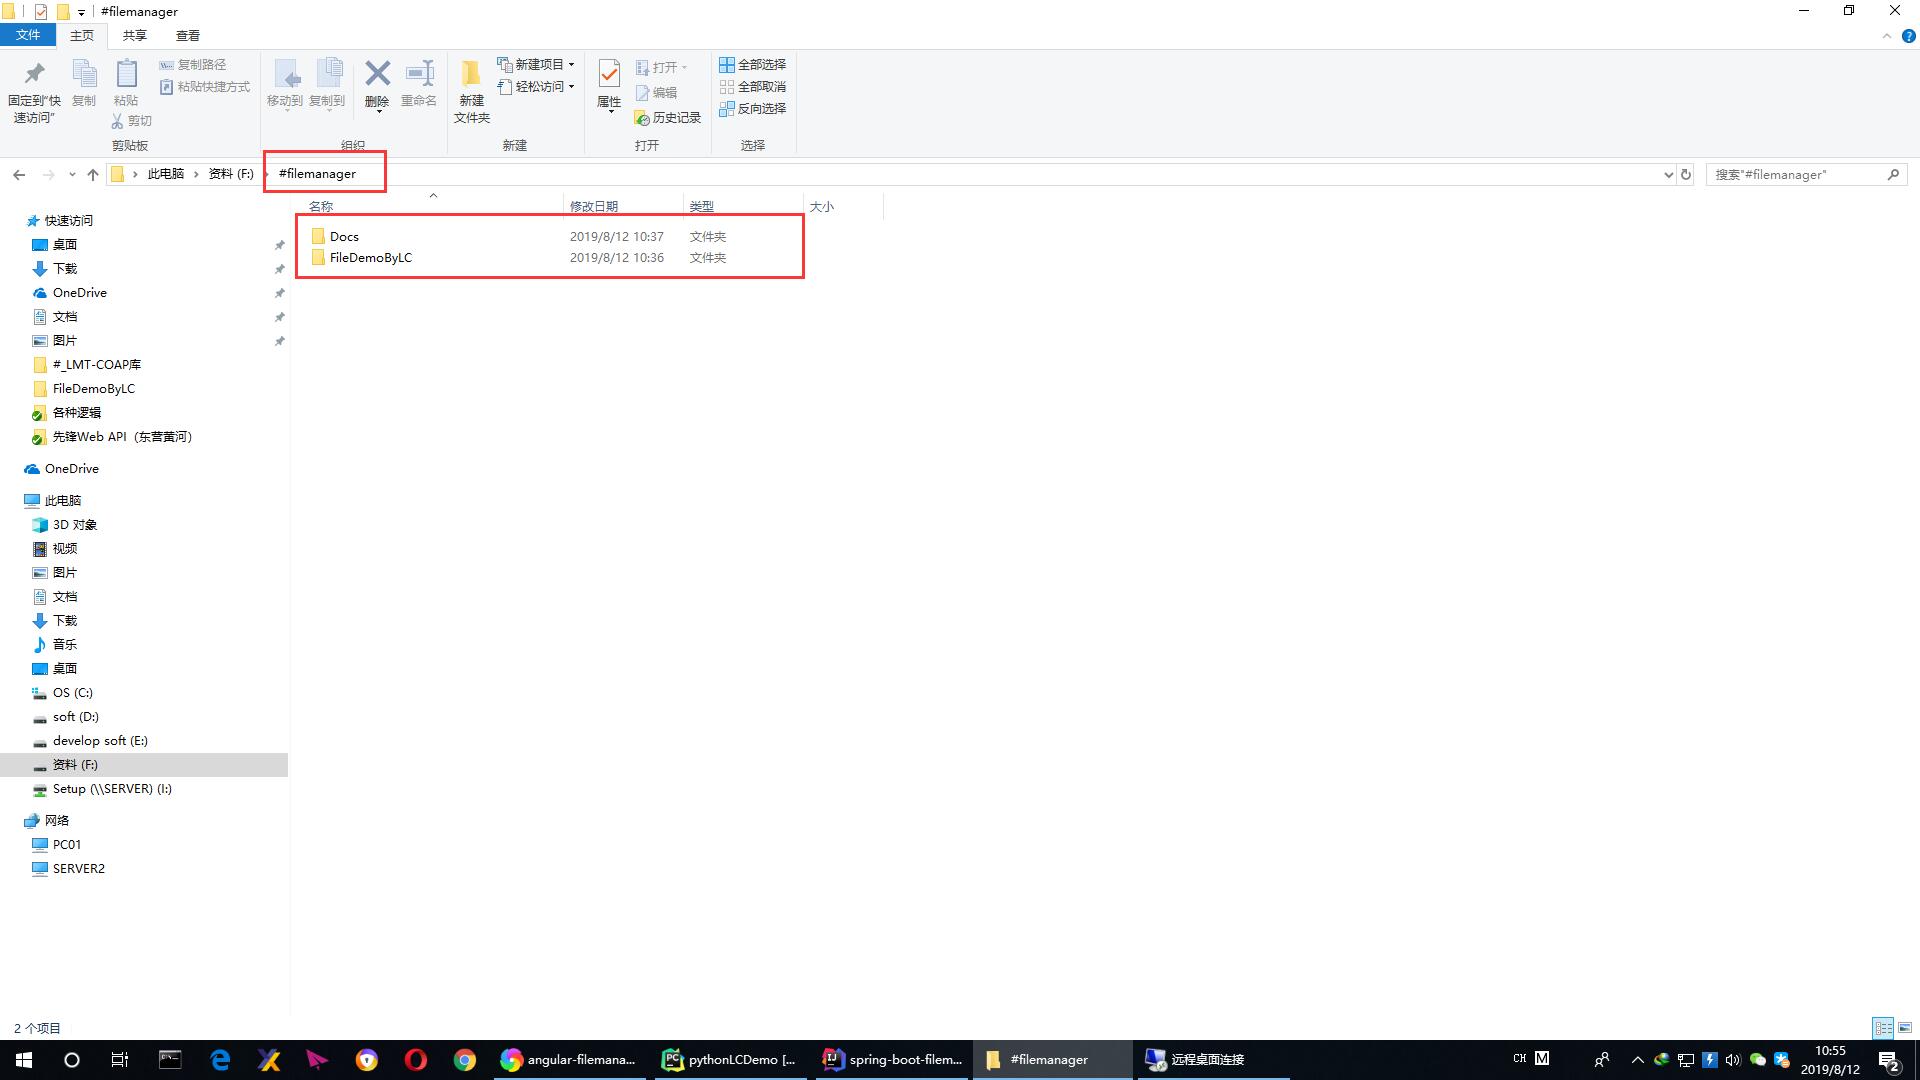 #filemanager
文件 主页 共享 查看
固定到"快速访问"
复制
粘贴
复制路径
粘贴快捷方式
剪切
剪贴板
移动到
复制到
删除
重命名
组织
新建
文件夹
新建项目
轻松访问
新建
属性
打开
编辑
历史记录
打开
全部选择
全部取消
反向选择
选择
此电脑 › 资料 (F:) › #filemanager
搜索"#filemanager"
名称 修改日期 类型 大小
Docs 2019/8/12 10:37 文件夹
FileDemoByLC 2019/8/12 10:36 文件夹
快速访问
桌面
下载
OneDrive
文档
图片
#_LMT-COAP库
FileDemoByLC
各种逻辑
先锋Web API（东营黄河）
OneDrive
此电脑
3D 对象
视频
图片
文档
下载
音乐
桌面
OS (C:)
soft (D:)
develop soft (E:)
资料 (F:)
Setup (\\SERVER) (I:)
网络
PC01
SERVER2
2 个项目
angular-filemana...
pythonLCDemo [...
spring-boot-filem...
#filemanager
远程桌面连接
CH M
10:55
2019/8/12
2